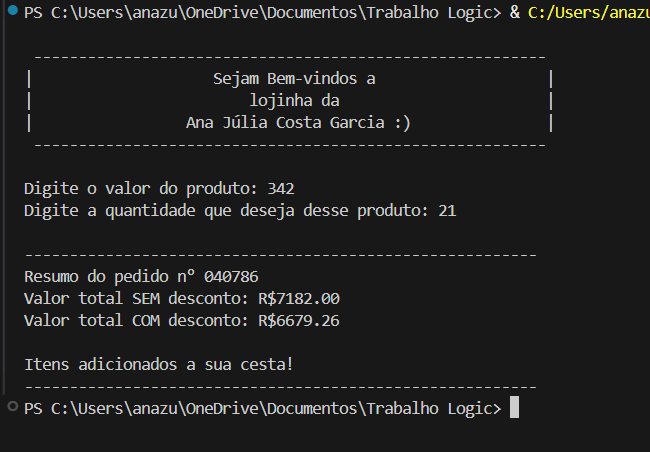 PS C:\Users\anazu\OneDrive\Documentos\Trabalho Logic> & C:/Users/anazu
-----------------------------------------------------------
| Sejam Bem-vindos a |
| lojinha da |
| Ana Júlia Costa Garcia :) |
-----------------------------------------------------------
Digite o valor do produto: 342
Digite a quantidade que deseja desse produto: 21
-----------------------------------------------------------
Resumo do pedido nº 040786
Valor total SEM desconto: R$7182.00
Valor total COM desconto: R$6679.26
Itens adicionados a sua cesta!
-----------------------------------------------------------
PS C:\Users\anazu\OneDrive\Documentos\Trabalho Logic>